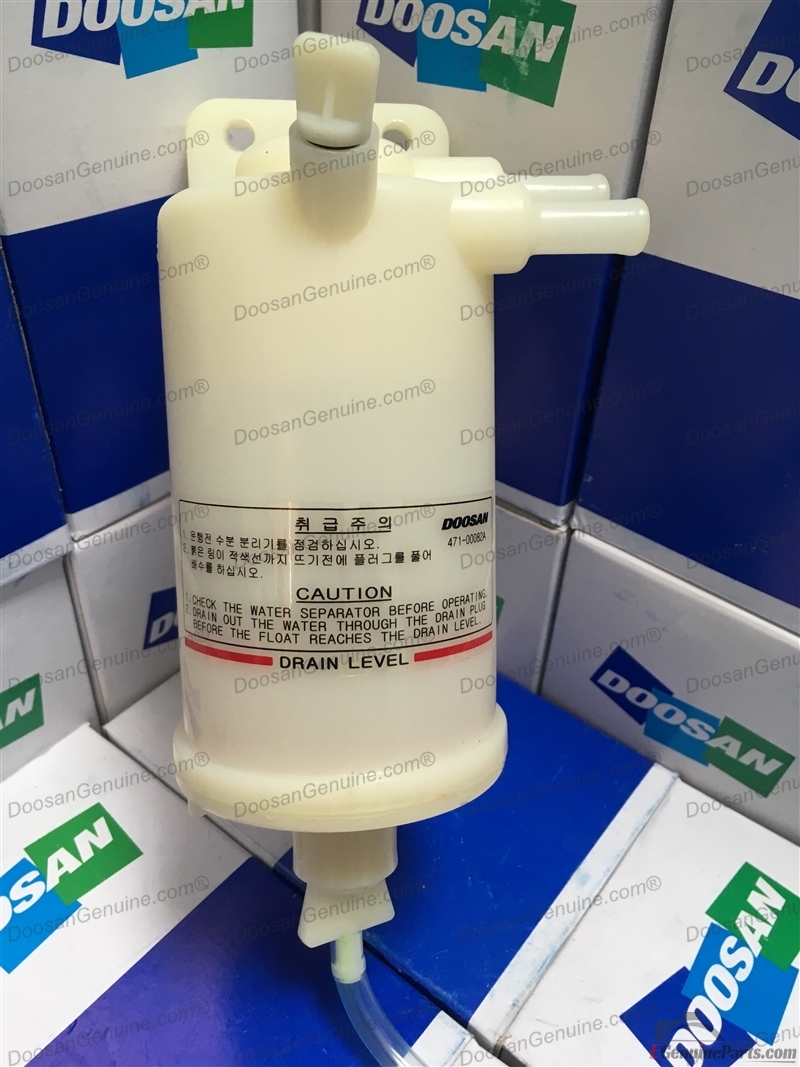 DOOSAN
DOOSAN
DoosanGenuine.com®
취 급 주 의
DOOSAN
471-00082A
1. 운행전 수분 분리기를 점검하십시오.
2. 붉은 링이 적색선까지 뜨기전에 플러그를 풀어
배수를 하십시오.
CAUTION
1. CHECK THE WATER SEPARATOR BEFORE OPERATING.
2. DRAIN OUT THE WATER THROUGH THE DRAIN PLUG
BEFORE THE FLOAT REACHES THE DRAIN LEVEL.
DRAIN LEVEL
DOOSAN
DOOSAN
EGenuineParts.com